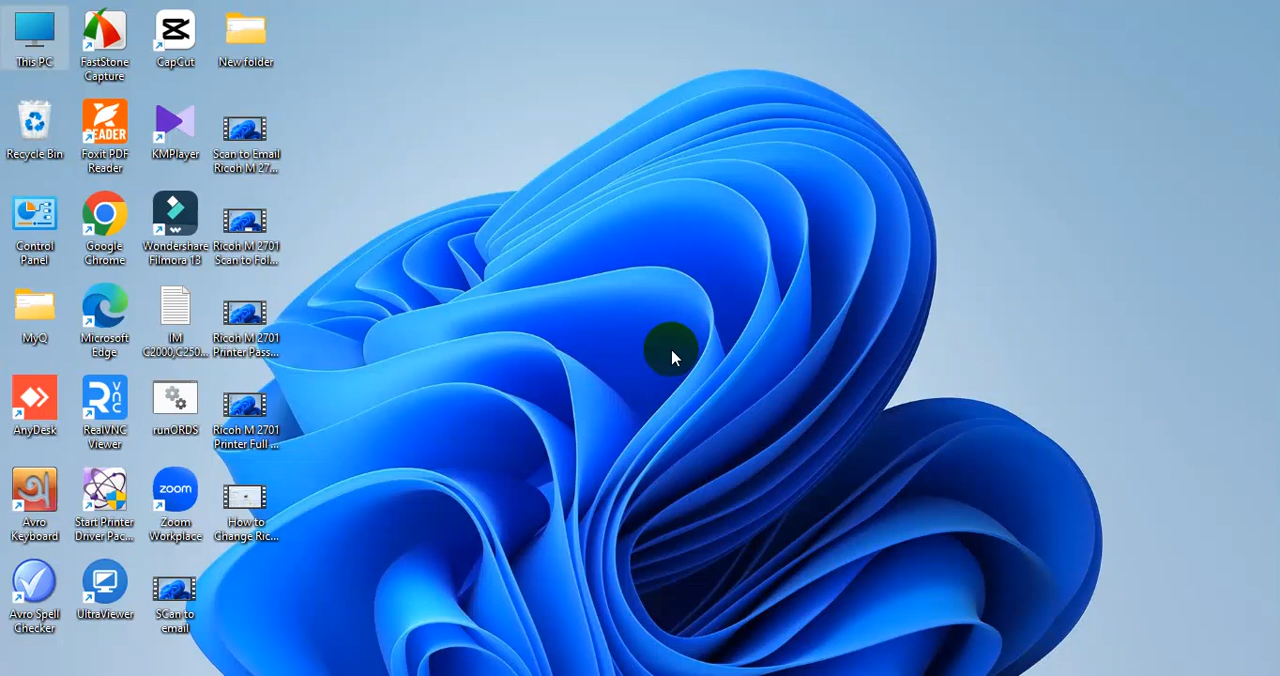 This PC
FastStone
Capture
CapCut
New folder
Recycle Bin
READER
Foxit PDF
Reader
KMPlayer
Scan to Email
Ricoh M 27...
Control
Panel
Google
Chrome
Wondershare
Filmora 13
Ricoh M 2701
Scan to Fol...
MyQ
Microsoft
Edge
IM
C2000,C250...
Ricoh M 2701
Printer Pass...
AnyDesk
RealVNC
Viewer
runORDS
Ricoh M 2701
Printer Full ...
Avro
Keyboard
Start Printer
Driver Pac...
zoom
Zoom
Workplace
How to
Change Ric...
Avro Spell
Checker
UltraViewer
SCan to
email